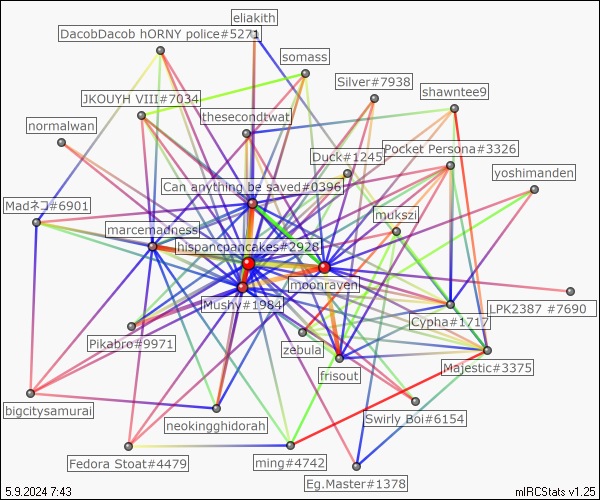 eliakith
DacobDacob hORNY police#5271
somass
Silver#7938
shawntee9
JKOUYH VIII#7034
thesecondtwat
normalwan
Duck#1245
Pocket Persona#3326
yoshimanden
Can anything be saved#0396
Madネコ#6901
mukszi
marcemadness
hispancpancakes#2928
moonraven
Mushy#1984
LPK2387 #7690
Cypha#1717
Pikabro#9971
zebula
frisout
Majestic#3375
bigcitysamurai
neokingghidorah
Swirly Boi#6154
Fedora Stoat#4479
ming#4742
Eg.Master#1378
5.9.2024 7:43
mIRCStats v1.25